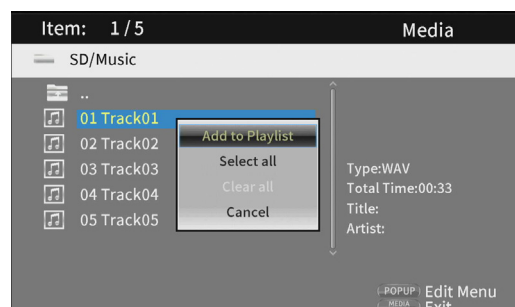 Item: 1/5 Media
SD/Music
..
01 Track01
02 Track02
03 Track03
04 Track04
05 Track05
Add to Playlist
Select all
Clear all
Cancel
Type:WAV
Total Time:00:33
Title:
Artist:
POPUP Edit Menu
MEDIA Exit